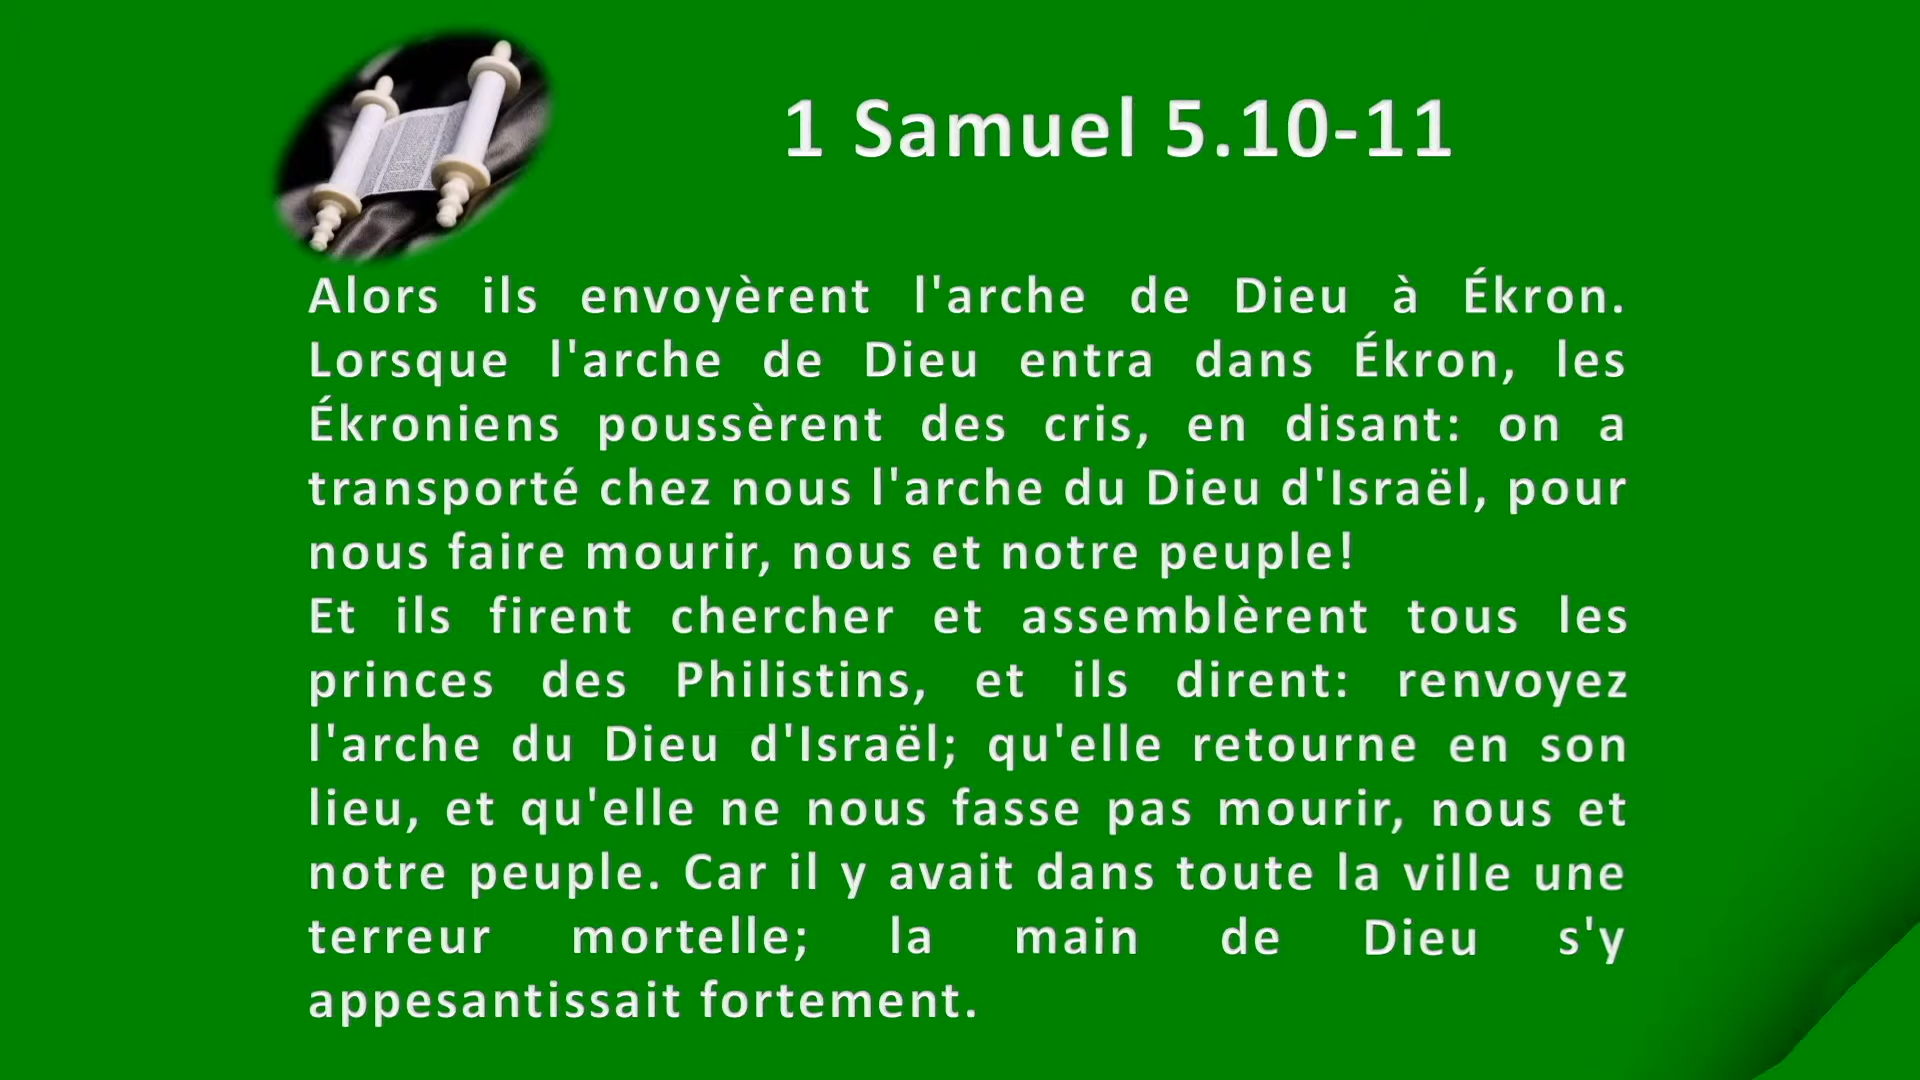 1 Samuel 5.10-11
Alors ils envoyèrent l'arche de Dieu à Ékron.
Lorsque l'arche de Dieu entra dans Ékron, les
Ékroniens poussèrent des cris, en disant: on a
transporté chez nous l'arche du Dieu d'Israël, pour
nous faire mourir, nous et notre peuple!
Et ils firent chercher et assemblèrent tous les
princes des Philistins, et ils dirent: renvoyez
l'arche du Dieu d'Israël; qu'elle retourne en son
lieu, et qu'elle ne nous fasse pas mourir, nous et
notre peuple. Car il y avait dans toute la ville une
terreur mortelle; la main de Dieu s'y
appesantissait fortement.